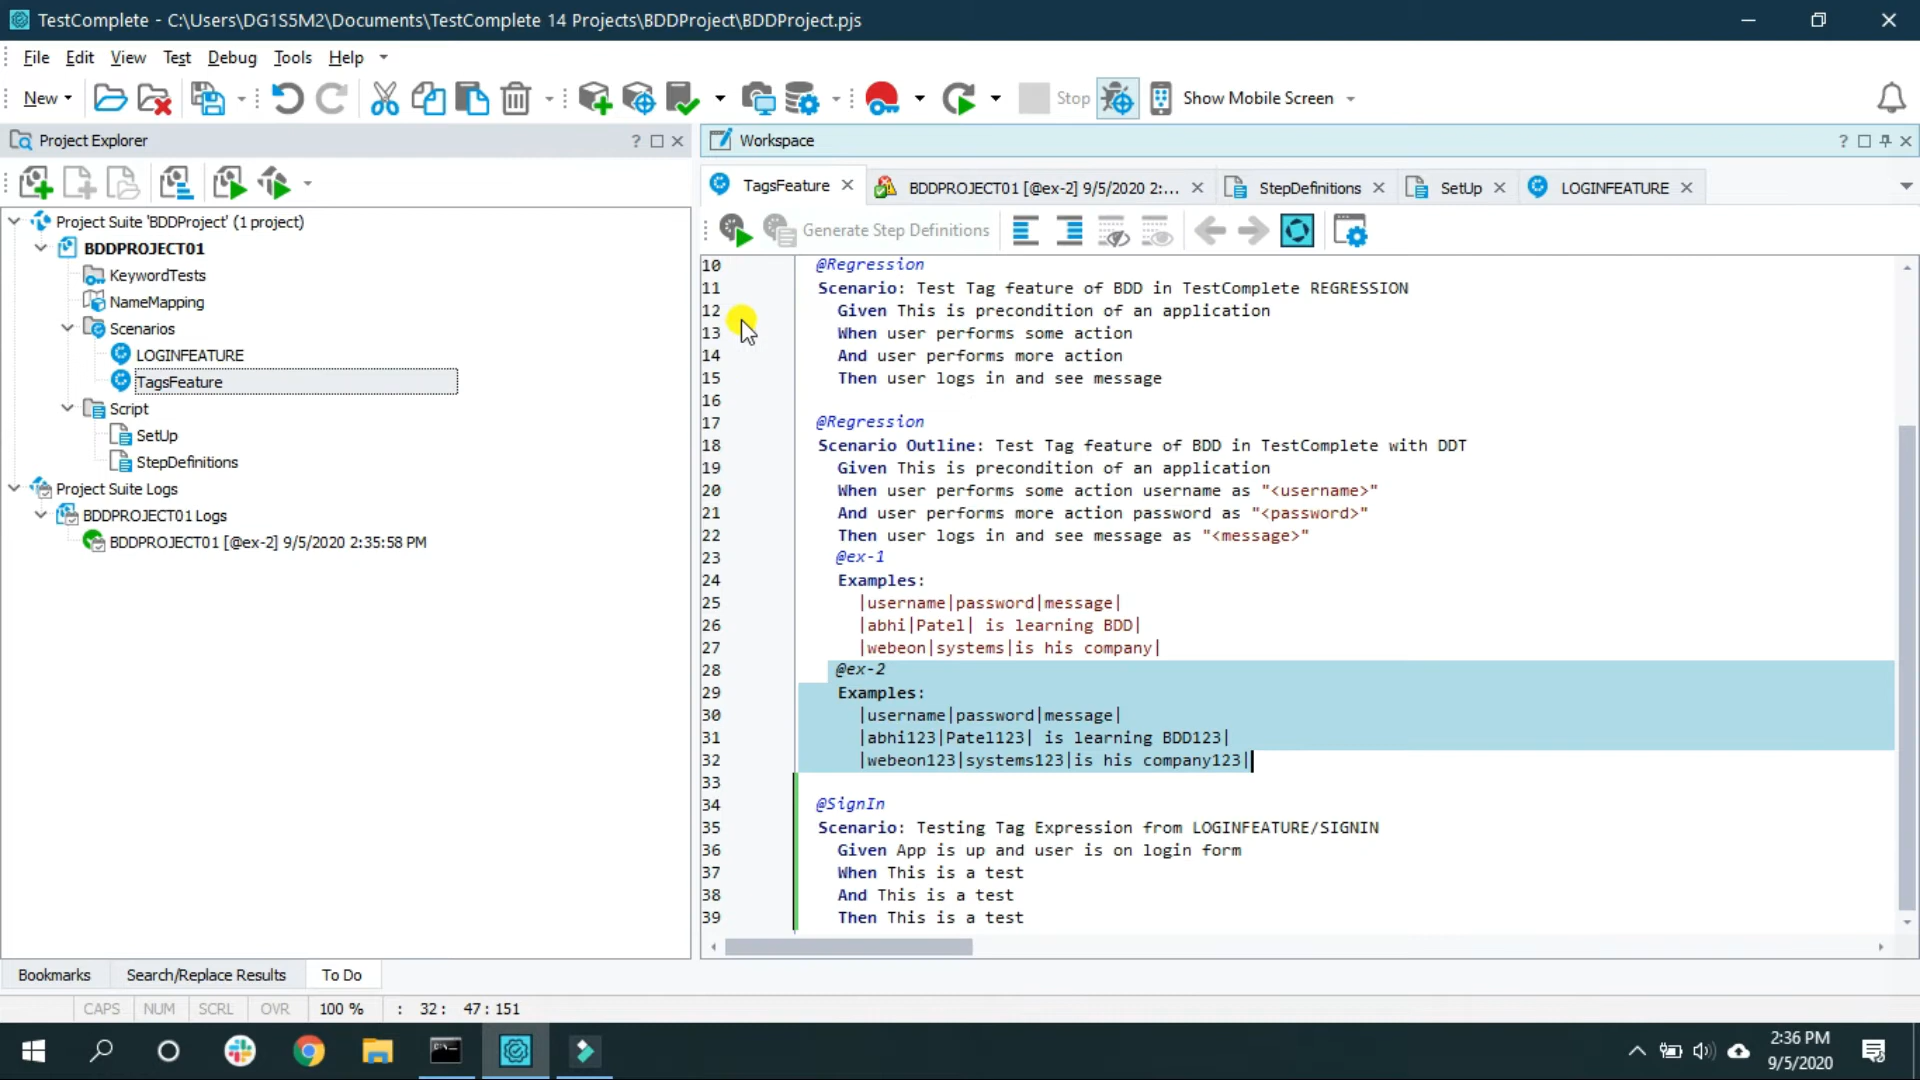 TestComplete - C:\Users\DG1S5M2\Documents\TestComplete 14 Projects\BDDProject\BDDProject.pjs
File Edit View Test Debug Tools Help
New Stop Show Mobile Screen
Project Explorer ?
Workspace ?
TagsFeature BDDPROJECT01 [@ex-2] 9/5/2020 2:... StepDefinitions SetUp LOGINFEATURE
Generate Step Definitions
Project Suite 'BDDProject' (1 project)
BDDPROJECT01
KeywordTests
NameMapping
Scenarios
LOGINFEATURE
TagsFeature
Script
SetUp
StepDefinitions
Project Suite Logs
BDDPROJECT01 Logs
BDDPROJECT01 [@ex-2] 9/5/2020 2:35:58 PM
10 @Regression
11 Scenario: Test Tag feature of BDD in TestComplete REGRESSION
12 Given This is precondition of an application
13 When user performs some action
14 And user performs more action
15 Then user logs in and see message
16
17 @Regression
18 Scenario Outline: Test Tag feature of BDD in TestComplete with DDT
19 Given This is precondition of an application
20 When user performs some action username as "<username>"
21 And user performs more action password as "<password>"
22 Then user logs in and see message as "<message>"
23 @ex-1
24 Examples:
25 |username|password|message|
26 |abhi|Patel| is learning BDD|
27 |webeon|systems|is his company|
28 @ex-2
29 Examples:
30 |username|password|message|
31 |abhi123|Patel123| is learning BDD123|
32 |webeon123|systems123|is his company123|
33
34 @SignIn
35 Scenario: Testing Tag Expression from LOGINFEATURE/SIGNIN
36 Given App is up and user is on login form
37 When This is a test
38 And This is a test
39 Then This is a test
Bookmarks Search/Replace Results To Do
CAPS NUM SCRL OVR 100 % : 32: 47: 151
2:36 PM
9/5/2020